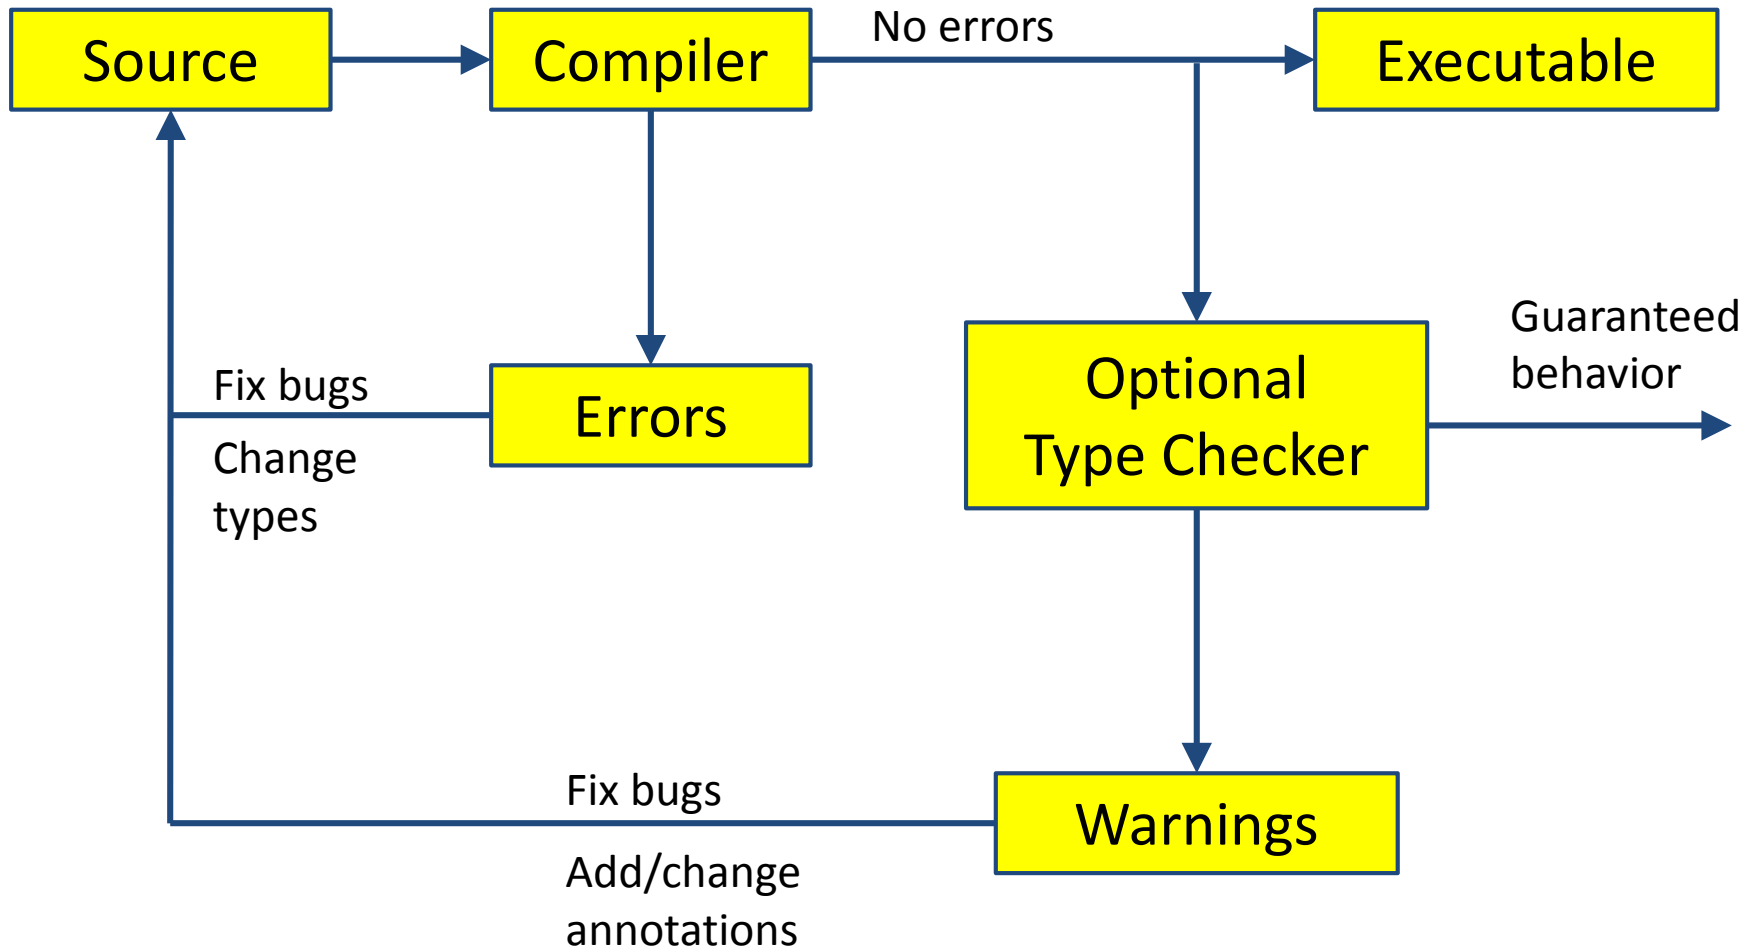 Source
Compiler
No errors
Executable
Guaranteed
behavior
Optional
Type Checker
Fix bugs
Errors
Change
types
Fix bugs
Warnings
Add/change
annotations